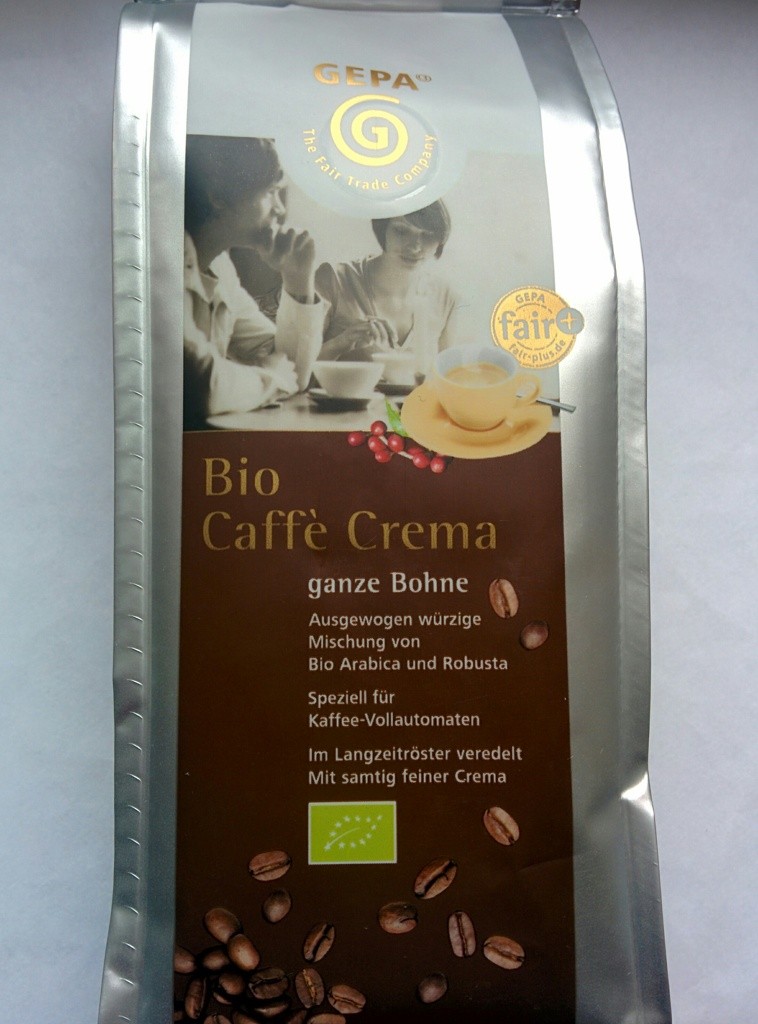 GEPA
G
The Fair Trade Company
GEPA
fair+
fair-plus.de
Bio
Caffè Crema
ganze Bohne
Ausgewogen würzige
Mischung von
Bio Arabica und Robusta
Speziell für
Kaffee-Vollautomaten
Im Langzeitröster veredelt
Mit samtig feiner Crema